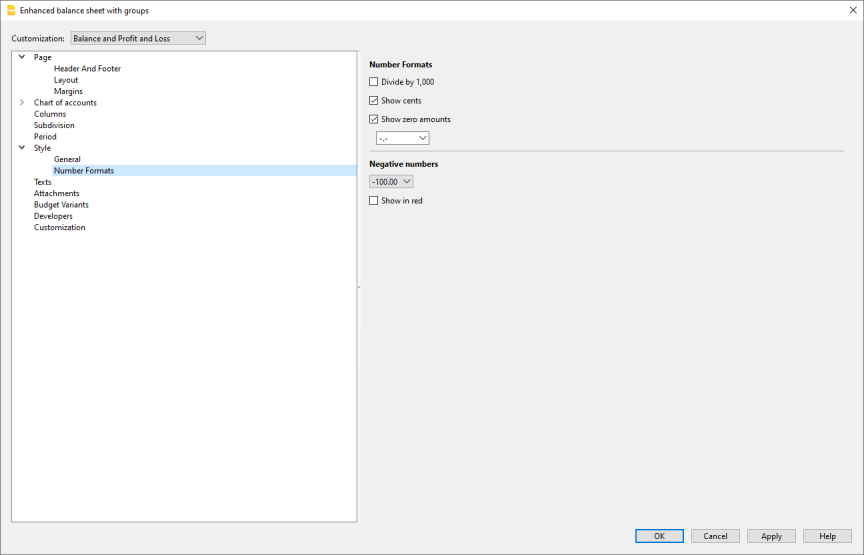 Enhanced balance sheet with groups
Customization: Balance and Profit and Loss
Page
Header And Footer
Layout
Margins
Chart of accounts
Columns
Subdivision
Period
Style
General
Number Formats
Texts
Attachments
Budget Variants
Developers
Customization
Number Formats
Divide by 1,000
Show cents
Show zero amounts
-.-
Negative numbers
-100.00
Show in red
OK Cancel Apply Help